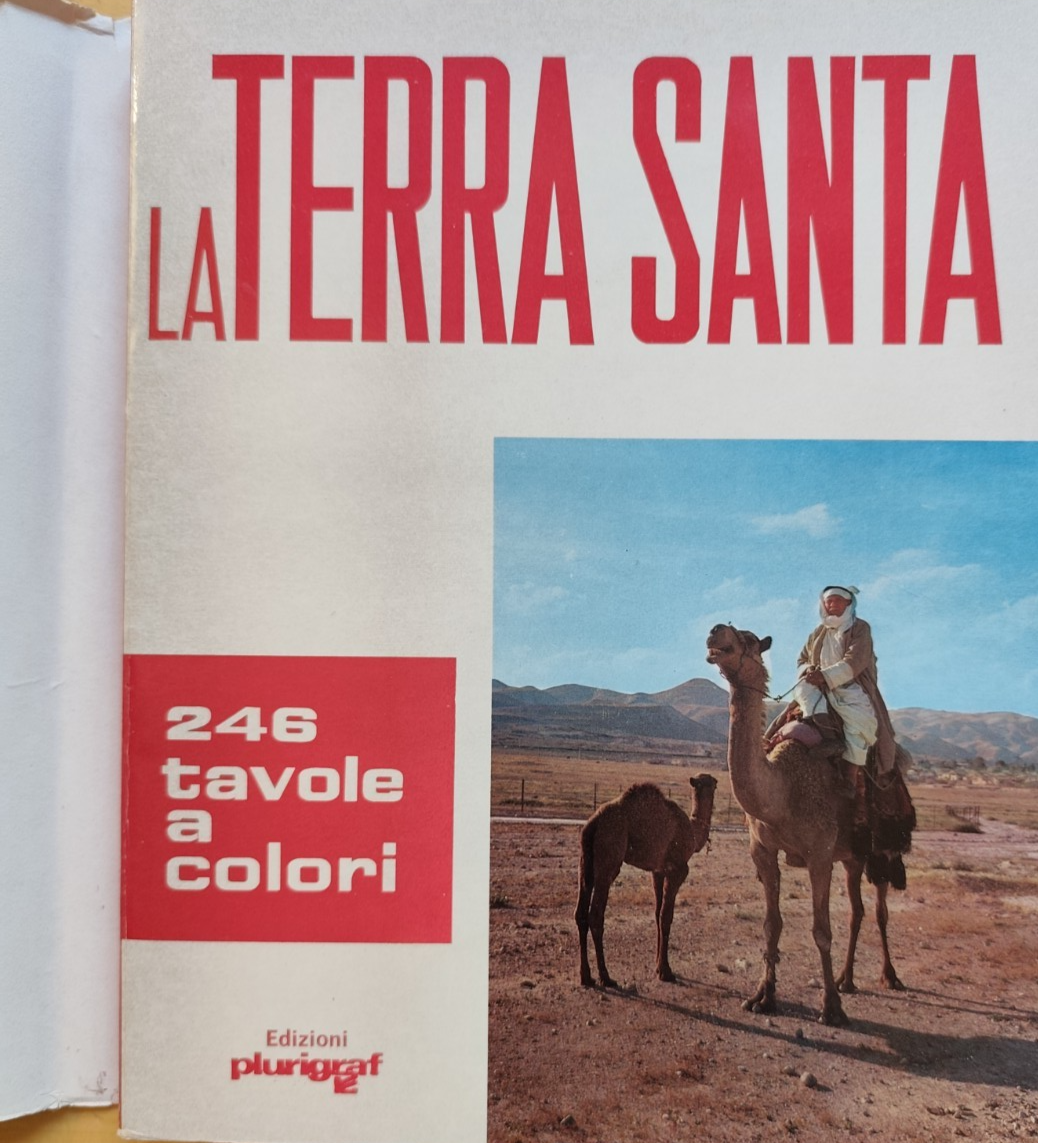 LA TERRA SANTA
246
tavole
a
colori
Edizioni
plurigraf